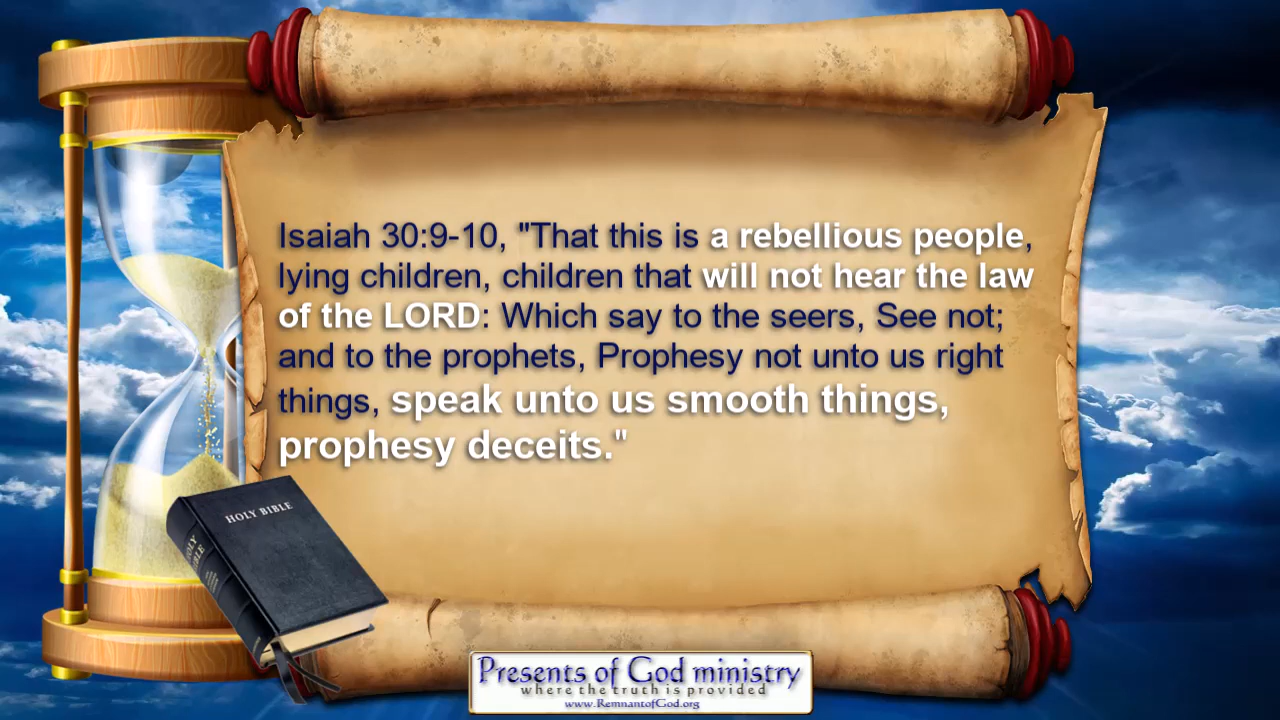 Isaiah 30:9-10, "That this is a rebellious people,
lying children, children that will not hear the law
of the LORD: Which say to the seers, See not;
and to the prophets, Prophesy not unto us right
things, speak unto us smooth things,
prophesy deceits."
HOLY BIBLE
HOLY
BIBLE
Presents of God ministry
where the truth is provided
www.RemnantofGod.org